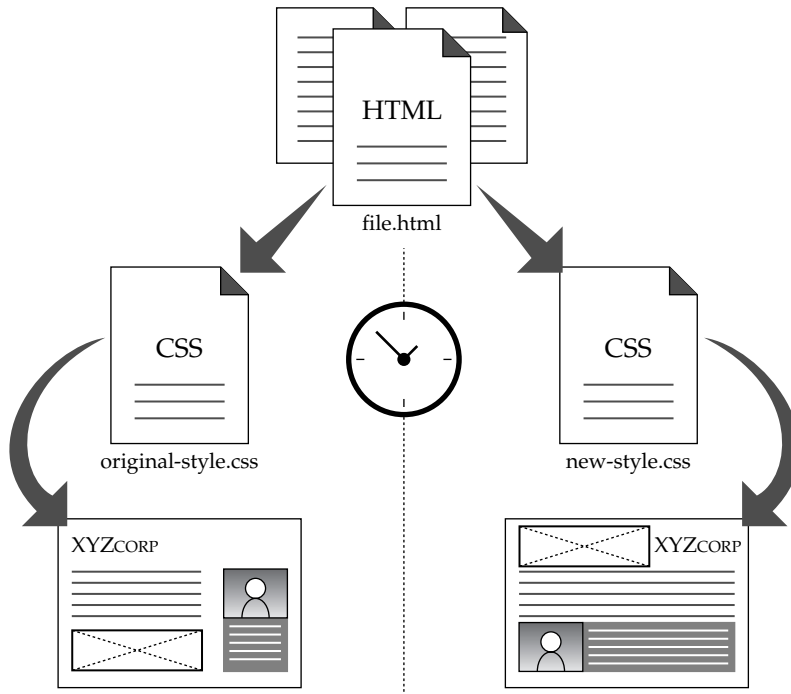 HTML
file.html
CSS
CSS
original-style.css
new-style.css
XYZCORP
XYZCORP